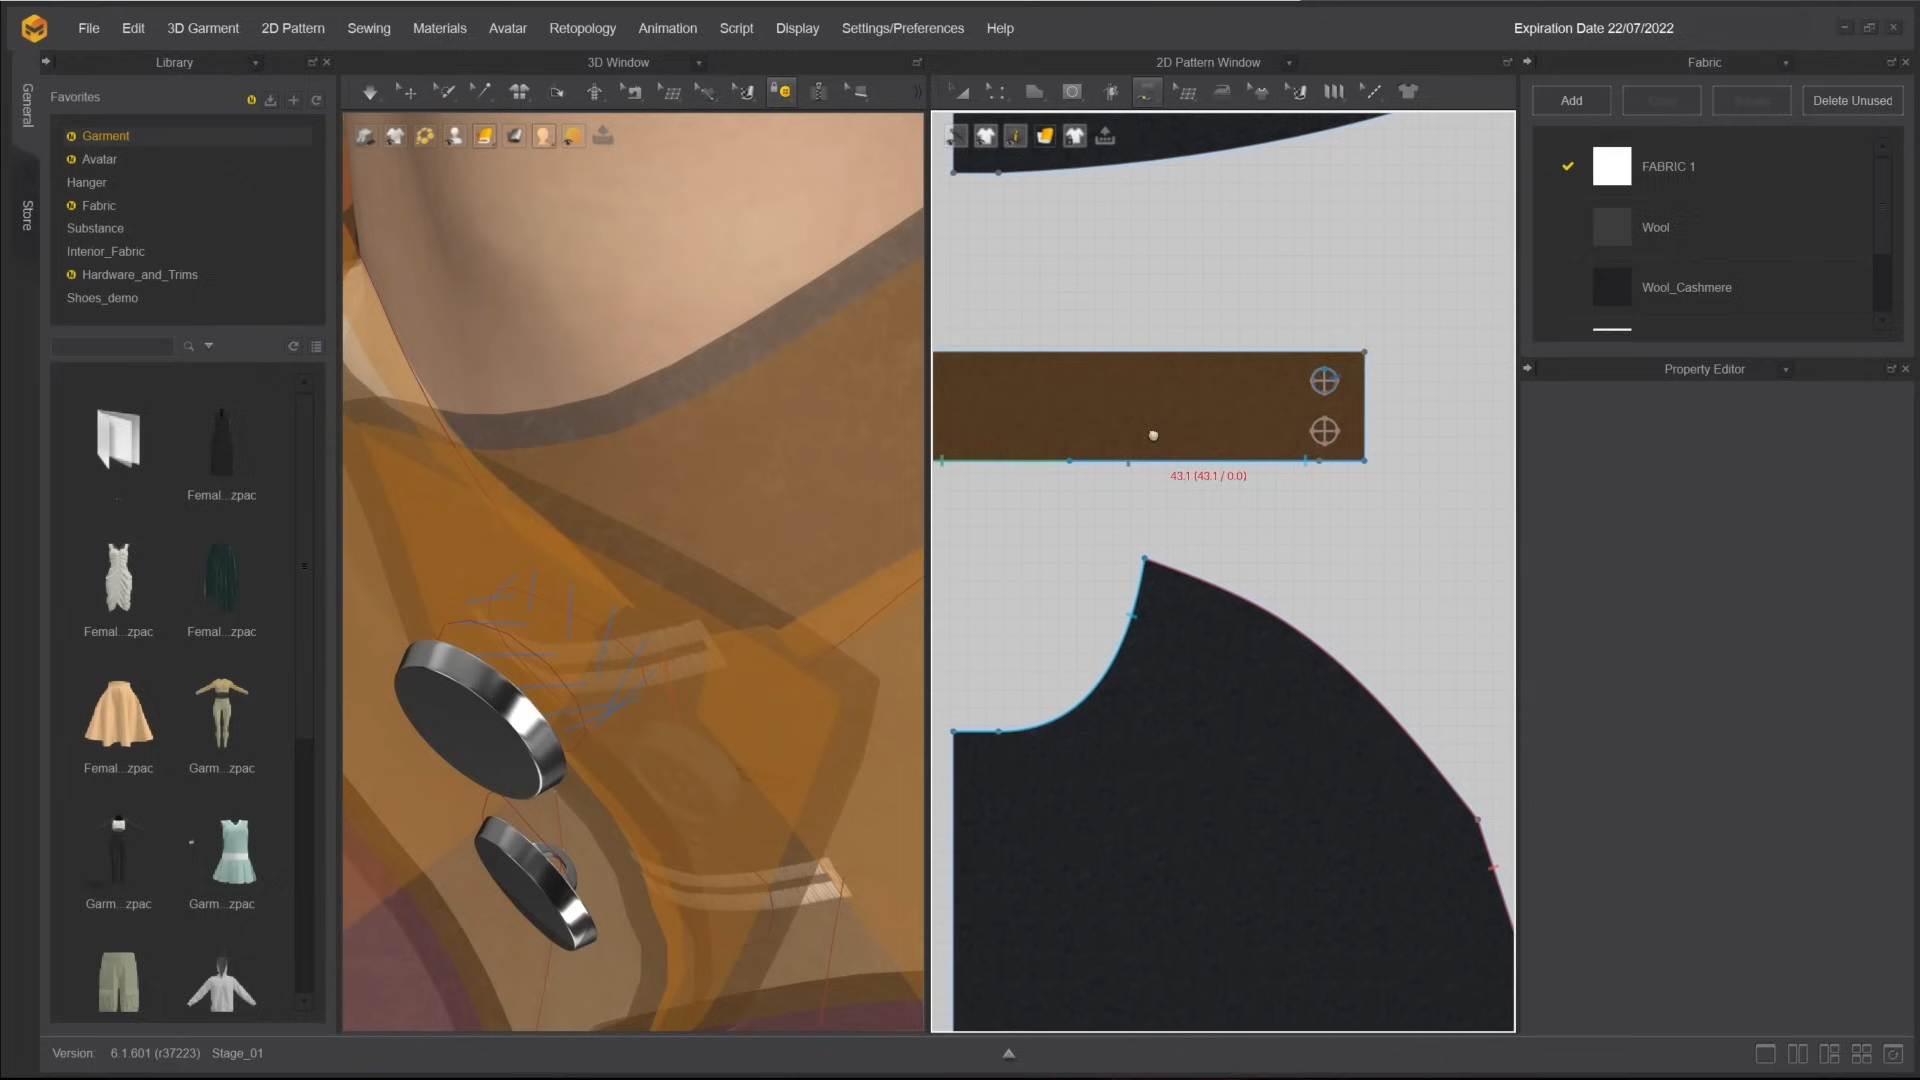 File Edit 3D Garment 2D Pattern Sewing Materials Avatar Retopology Animation Script Display Settings/Preferences Help Expiration Date 22/07/2022
Library 3D Window 2D Pattern Window Fabric
General
Store
Favorites
Garment
Avatar
Hanger
Fabric
Substance
Interior_Fabric
Hardware_and_Trims
Shoes_demo
..
Femal...zpac
Femal...zpac
Femal...zpac
Femal...zpac
Garm...zpac
Garm...zpac
Garm...zpac
43.1 (43.1 / 0.0)
Add Delete Unused
FABRIC 1
Wool
Wool_Cashmere
Property Editor
Version: 6.1.601 (r37223) Stage_01